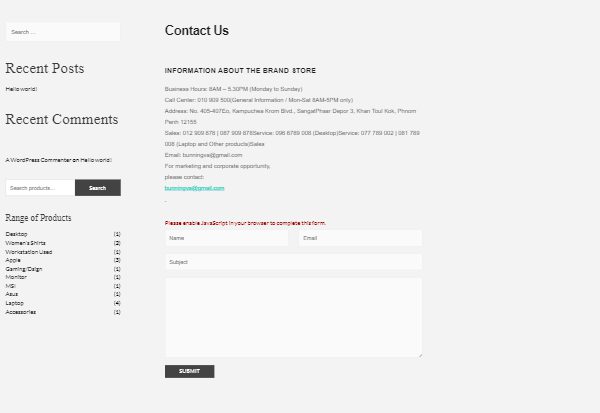 Search ...
Recent Posts
Hello world!
Recent Comments
A WordPress Commenter on Hello world!
Search products...
Search
Range of Products
Desktop (1)
Women's Shirts (2)
Workstation Used (1)
Apple (3)
Gaming/Dsign (1)
Monitor (1)
MSI (1)
Asus (1)
Laptop (4)
Accessories (1)
Contact Us
INFORMATION ABOUT THE BRAND STORE
Business Hours: 8AM – 5.30PM (Monday to Sunday)
Call Center: 010 909 500(General Information / Mon-Sat 8AM-5PM only)
Address: No. 405-407Eo, Kampuchea Krom Blvd., SangatPhsar Depor 3, Khan Toul Kok, Phnom
Penh 12155
Sales: 012 909 878 | 087 909 878Service: 096 6789 008 (Desktop)Service: 077 789 002 | 081 789
008 (Laptop and Other products)Sales
Email: bunningva@gmail.com
For marketing and corporate opportunity,
please contact:
bunningva@gmail.com
.
Please enable JavaScript in your browser to complete this form.
Name
Email
Subject
SUBMIT